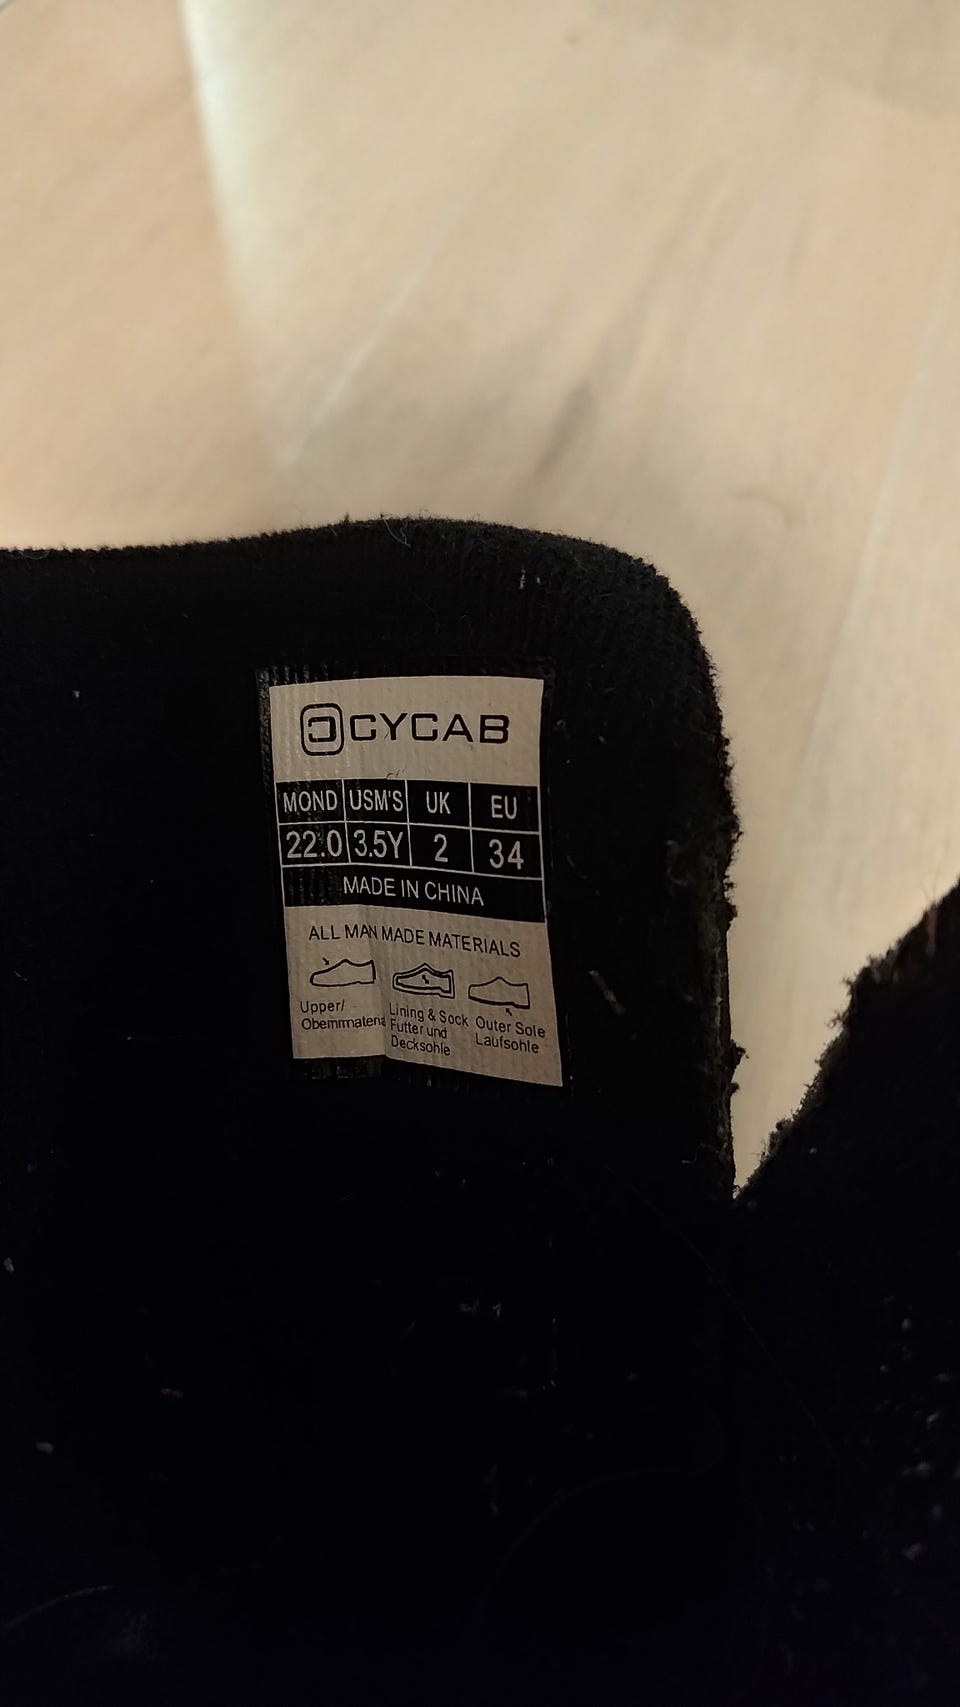 CYCAB
MOND USM'S UK EU
22.0 3.5Y 2 34
MADE IN CHINA
ALL MAN MADE MATERIALS
Upper/
Obermmateria
Lining & Sock
Futter und
Decksohle
Outer Sole
Laufsohle